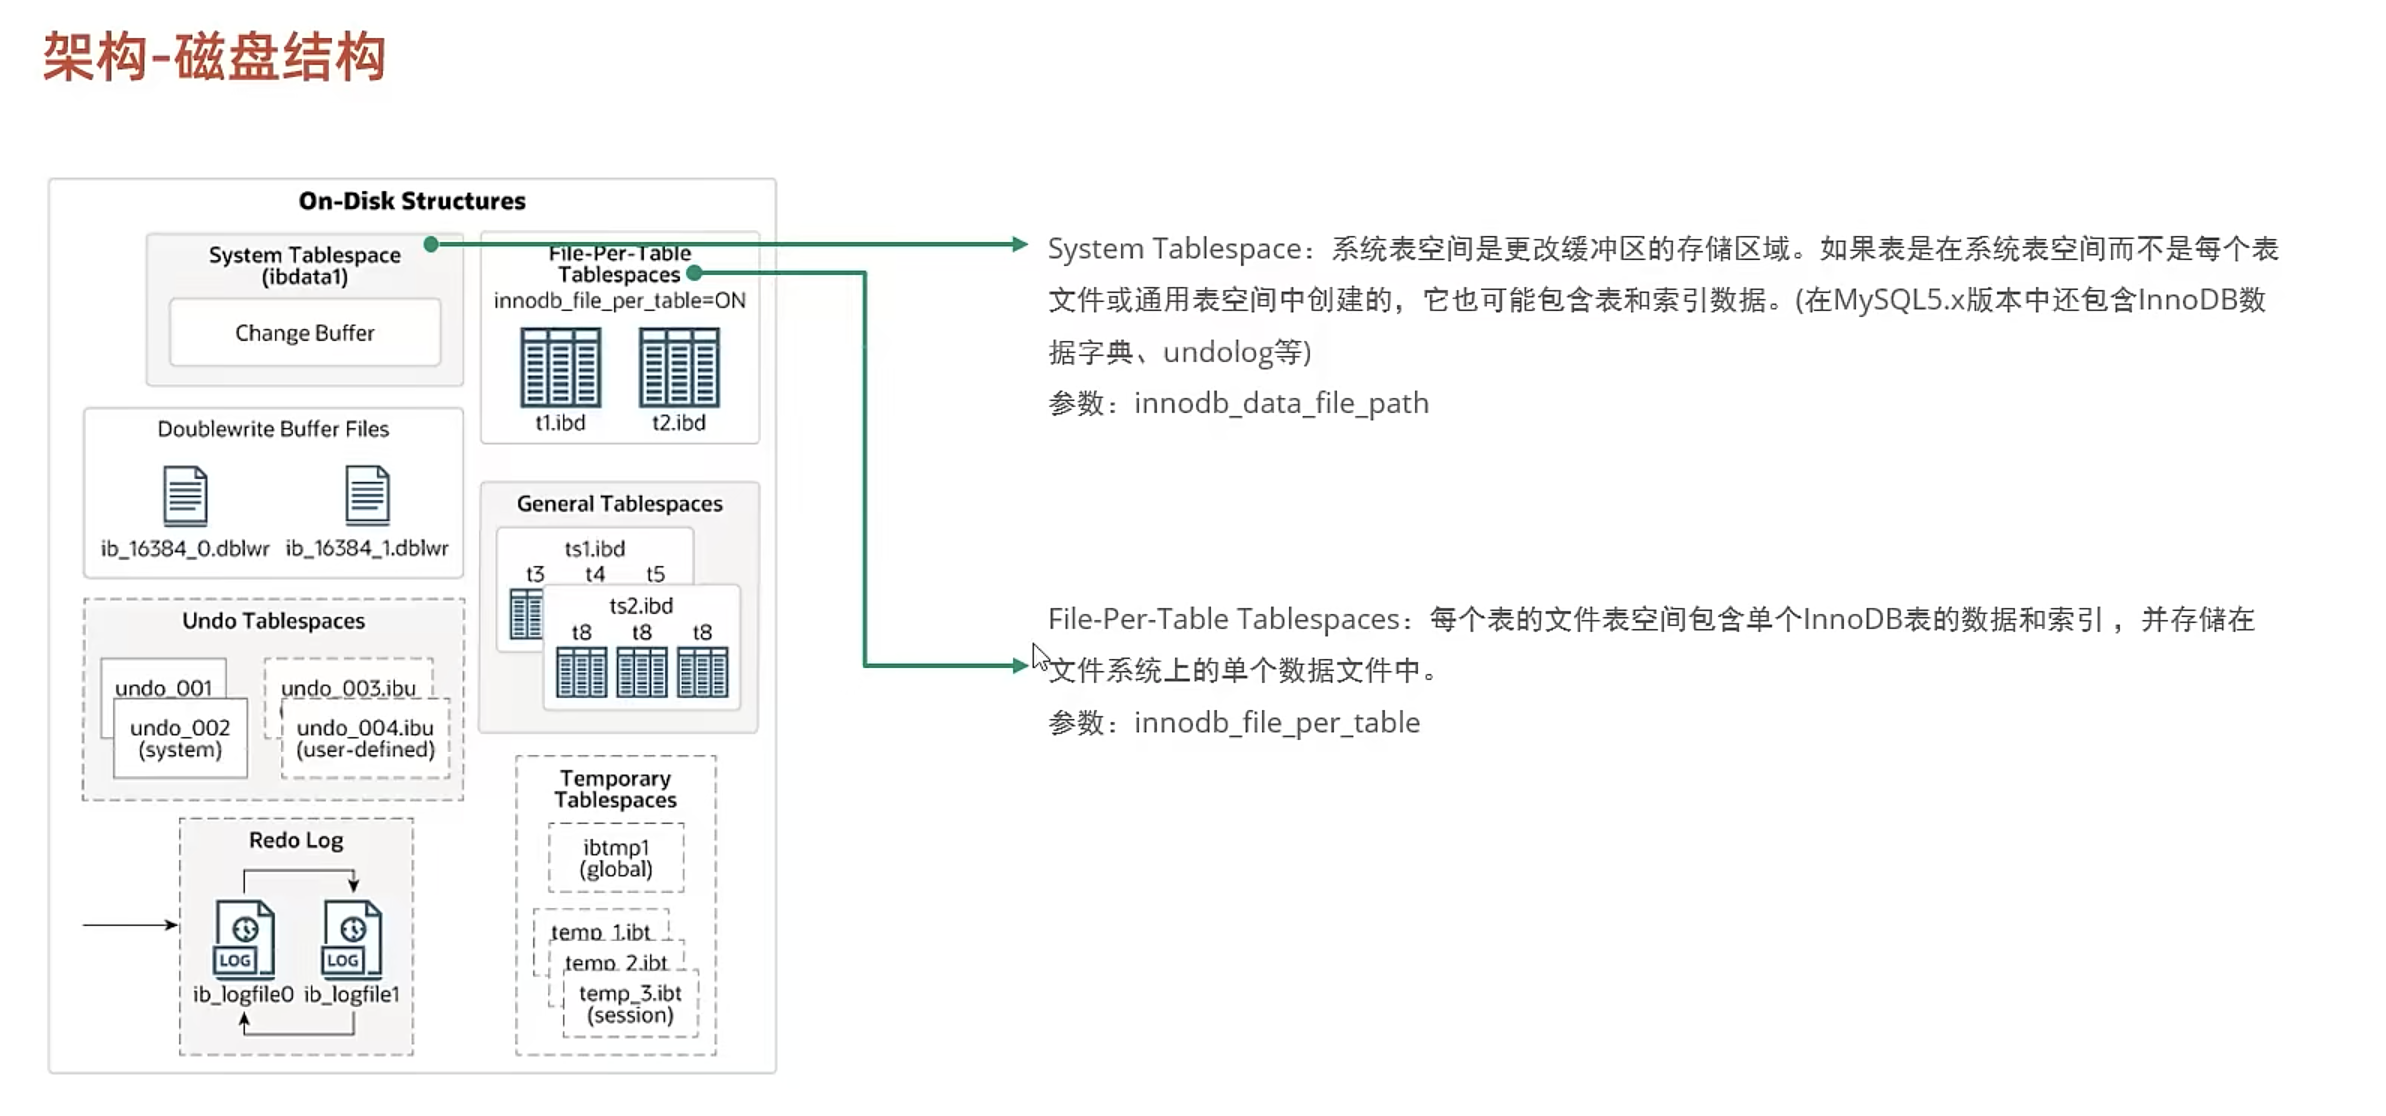 架构-磁盘结构
On-Disk Structures
System Tablespace
(ibdata1)
Change Buffer
File-Per-Table
Tablespaces
innodb_file_per_table=ON
t1.ibd
t2.ibd
Doublewrite Buffer Files
ib_16384_0.dblwr
ib_16384_1.dblwr
General Tablespaces
ts1.ibd
t3 t4 t5
ts2.ibd
t8 t8 t8
Undo Tablespaces
undo_001
undo_002
(system)
undo_003.ibu
undo_004.ibu
(user-defined)
Redo Log
LOG
LOG
ib_logfile0
ib_logfile1
Temporary
Tablespaces
ibtmp1
(global)
temp_1.ibt
temp_2.ibt
temp_3.ibt
(session)
System Tablespace：系统表空间是更改缓冲区的存储区域。如果表是在系统表空间而不是每个表
文件或通用表空间中创建的，它也可能包含表和索引数据。(在MySQL5.x版本中还包含InnoDB数
据字典、undolog等)
参数：innodb_data_file_path
File-Per-Table Tablespaces：每个表的文件表空间包含单个InnoDB表的数据和索引 ，并存储在
文件系统上的单个数据文件中。
参数：innodb_file_per_table